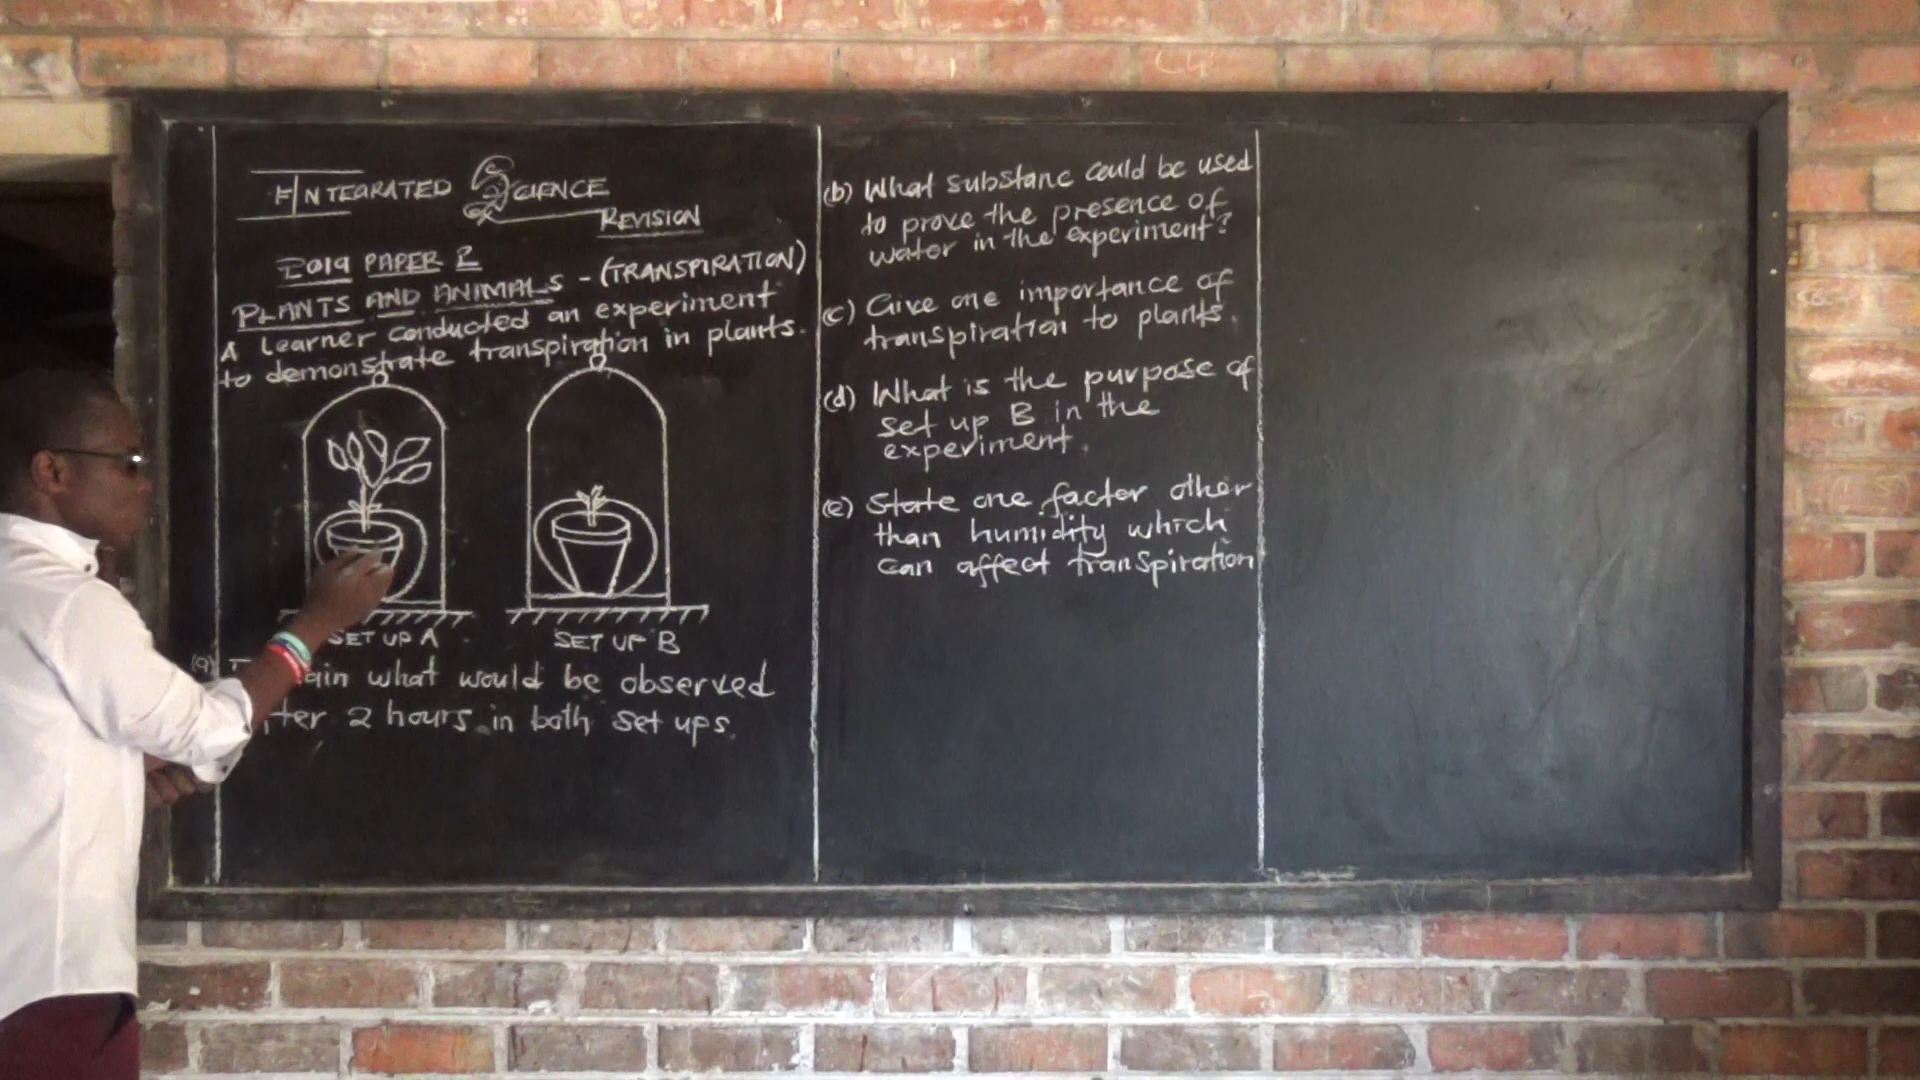 INTEGRATED SCIENCE
REVISION
2019 PAPER 2
PLANTS AND ANIMALS - (TRANSPIRATION)
A learner conducted an experiment
to demonstrate transpiration in plants.
SET UP A
SET UP B
(a) what would be observed
2 hours in both set ups.
(b) What substanc could be used
to prove the presence of
water in the experiment?
(c) Give one importance of
transpiration to plants.
(d) What is the purpose of
set up B in the
experiment.
(e) State one factor other
than humidity which
can affect transpiration